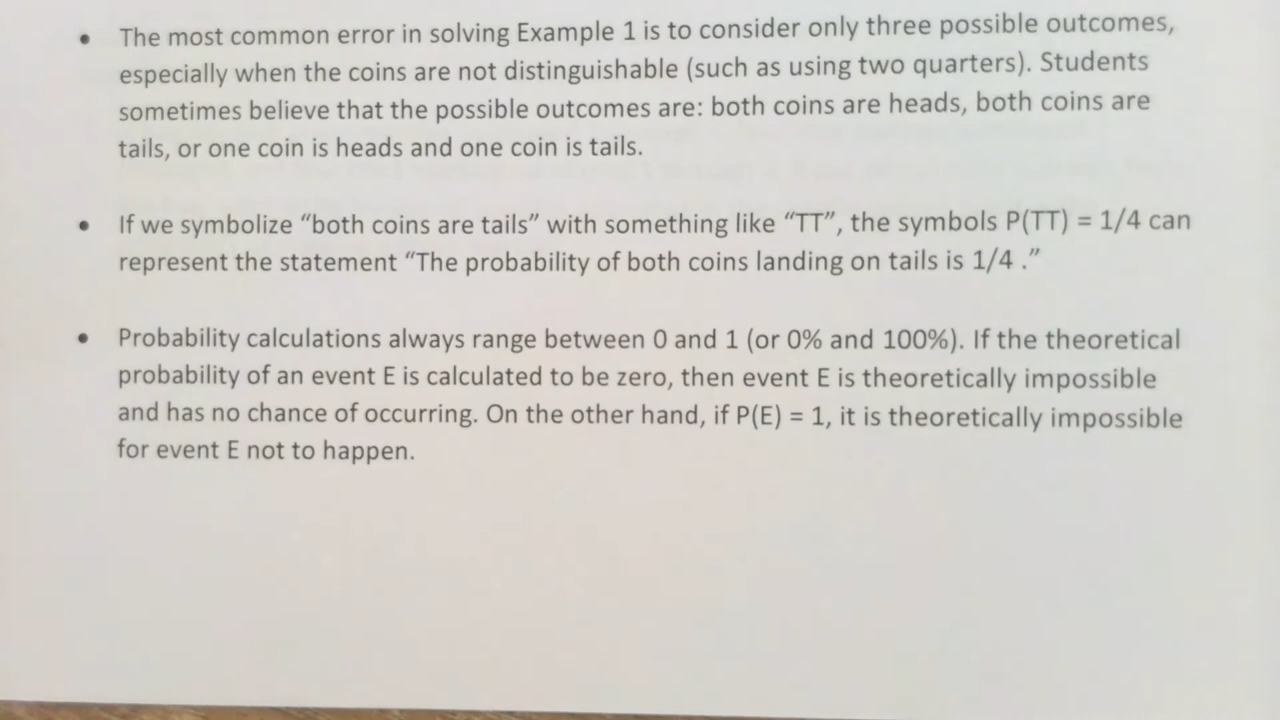 • The most common error in solving Example 1 is to consider only three possible outcomes,
especially when the coins are not distinguishable (such as using two quarters). Students
sometimes believe that the possible outcomes are: both coins are heads, both coins are
tails, or one coin is heads and one coin is tails.
• If we symbolize “both coins are tails” with something like “TT”, the symbols P(TT) = 1/4 can
represent the statement “The probability of both coins landing on tails is 1/4 .”
• Probability calculations always range between 0 and 1 (or 0% and 100%). If the theoretical
probability of an event E is calculated to be zero, then event E is theoretically impossible
and has no chance of occurring. On the other hand, if P(E) = 1, it is theoretically impossible
for event E not to happen.